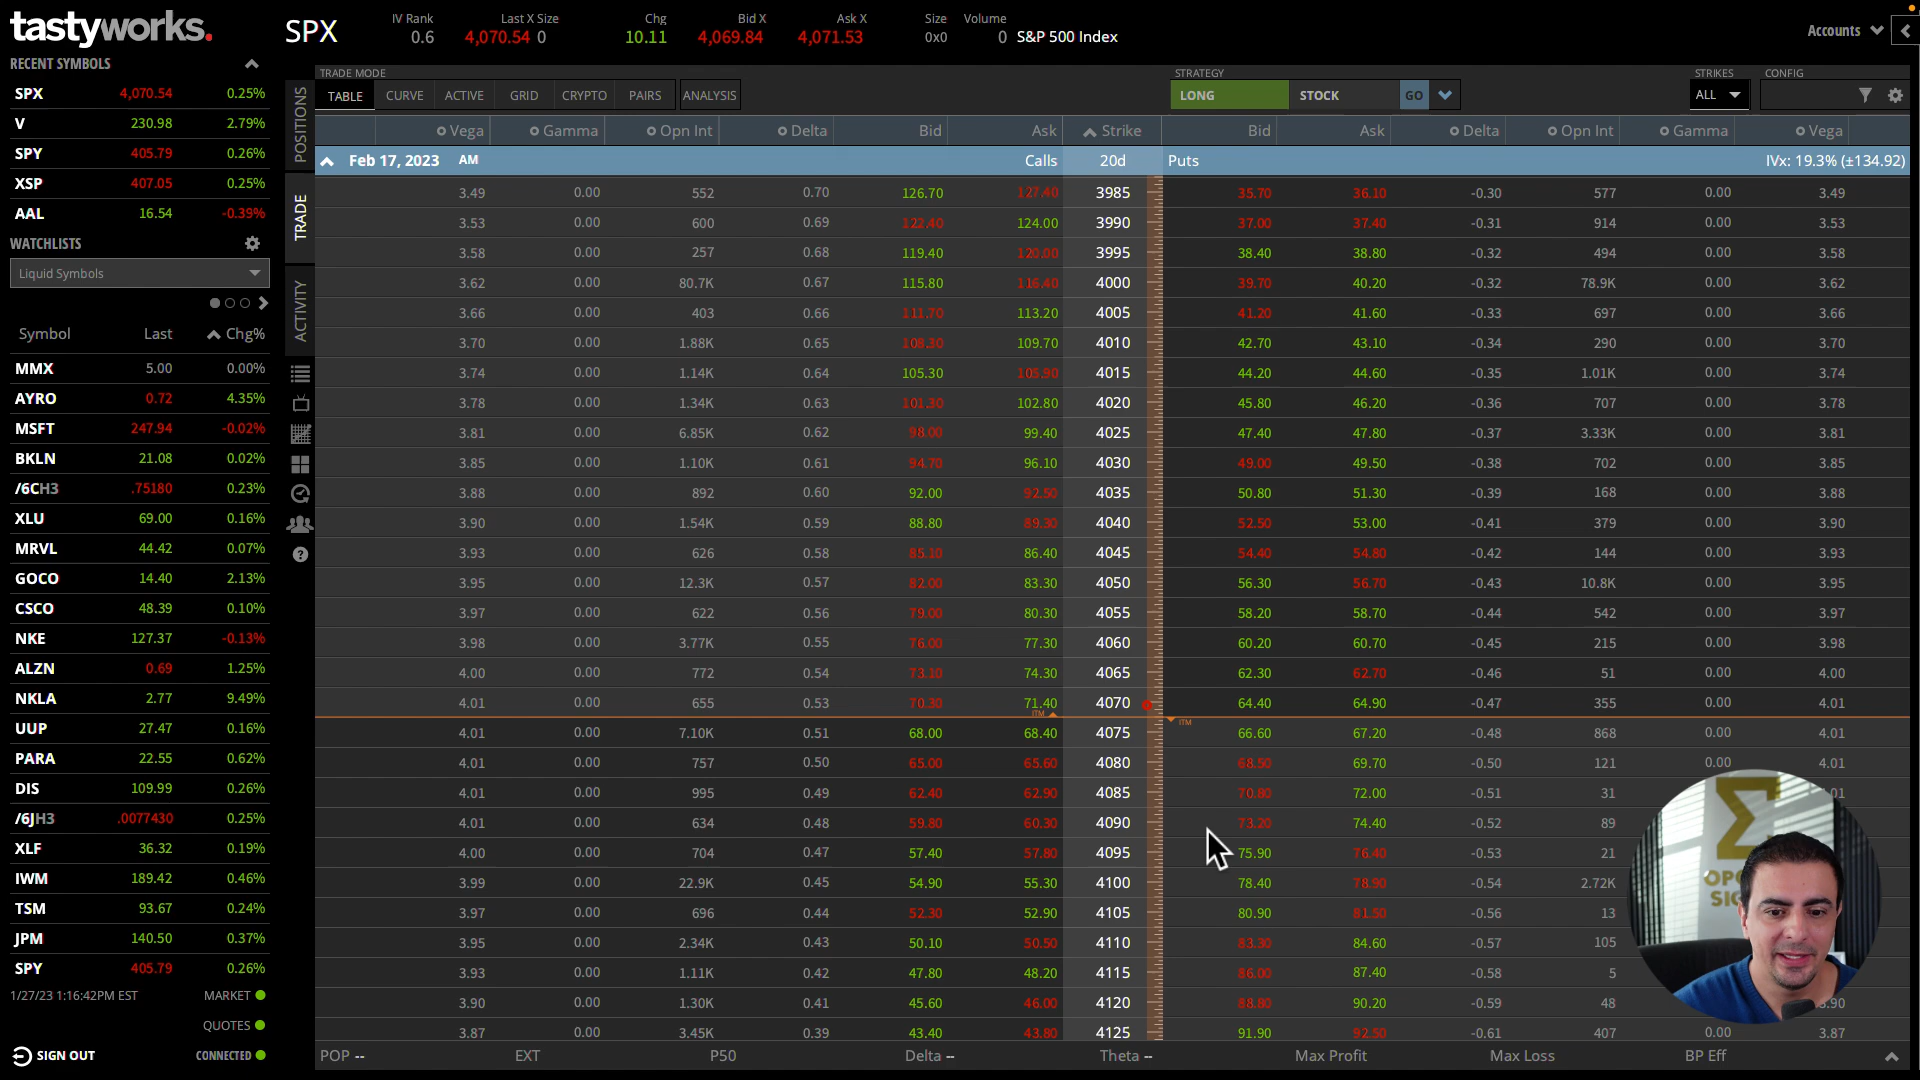 tastyworks.
SPX
IV Rank Last X Size Chg Bid X Ask X Size Volume
0.6 4,070.54 0 10.11 4,069.84 4,071.53 0x0 0 S&P 500 Index
Accounts
RECENT SYMBOLS
SPX 4,070.54 0.25%
V 230.98 2.79%
SPY 405.79 0.26%
XSP 407.05 0.25%
AAL 16.54 -0.39%
WATCHLISTS
Liquid Symbols
Symbol Last Chg%
MMX 5.00 0.00%
AYRO 0.72 4.35%
MSFT 247.94 -0.02%
BKLN 21.08 0.02%
/6CH3 .75180 0.23%
XLU 69.00 0.16%
MRVL 44.42 0.07%
GOCO 14.40 2.13%
CSCO 48.39 0.10%
NKE 127.37 -0.13%
ALZN 0.69 1.25%
NKLA 2.77 9.49%
UUP 27.47 0.16%
PARA 22.55 0.62%
DIS 109.99 0.26%
/6JH3 .0077430 0.25%
XLF 36.32 0.19%
IWM 189.42 0.46%
TSM 93.67 0.24%
JPM 140.50 0.37%
SPY 405.79 0.26%
1/27/23 1:16:42PM EST MARKET
QUOTES
SIGN OUT CONNECTED
POSITIONS
TRADE
ACTIVITY
TRADE MODE STRATEGY STRIKES CONFIG
TABLE CURVE ACTIVE GRID CRYPTO PAIRS ANALYSIS LONG STOCK GO ALL
Vega Gamma Opn Int Delta Bid Ask Strike Bid Ask Delta Opn Int Gamma Vega
Feb 17, 2023 AM Calls 20d Puts IVx: 19.3% (±134.92)
3.49 0.00 552 0.70 126.70 127.40 3985 35.70 36.10 -0.30 577 0.00 3.49
3.53 0.00 600 0.69 122.40 124.00 3990 37.00 37.40 -0.31 914 0.00 3.53
3.58 0.00 257 0.68 119.40 120.00 3995 38.40 38.80 -0.32 494 0.00 3.58
3.62 0.00 80.7K 0.67 115.80 116.40 4000 39.70 40.20 -0.32 78.9K 0.00 3.62
3.66 0.00 403 0.66 111.70 113.20 4005 41.20 41.60 -0.33 697 0.00 3.66
3.70 0.00 1.88K 0.65 108.30 109.70 4010 42.70 43.10 -0.34 290 0.00 3.70
3.74 0.00 1.14K 0.64 105.30 105.90 4015 44.20 44.60 -0.35 1.01K 0.00 3.74
3.78 0.00 1.34K 0.63 101.30 102.80 4020 45.80 46.20 -0.36 707 0.00 3.78
3.81 0.00 6.85K 0.62 98.00 99.40 4025 47.40 47.80 -0.37 3.33K 0.00 3.81
3.85 0.00 1.10K 0.61 94.70 96.10 4030 49.00 49.50 -0.38 702 0.00 3.85
3.88 0.00 892 0.60 92.00 92.50 4035 50.80 51.30 -0.39 168 0.00 3.88
3.90 0.00 1.54K 0.59 88.80 89.30 4040 52.50 53.00 -0.41 379 0.00 3.90
3.93 0.00 626 0.58 85.10 86.40 4045 54.40 54.80 -0.42 144 0.00 3.93
3.95 0.00 12.3K 0.57 82.00 83.30 4050 56.30 56.70 -0.43 10.8K 0.00 3.95
3.97 0.00 622 0.56 79.00 80.30 4055 58.20 58.70 -0.44 542 0.00 3.97
3.98 0.00 3.77K 0.55 76.00 77.30 4060 60.20 60.70 -0.45 215 0.00 3.98
4.00 0.00 772 0.54 73.10 74.30 4065 62.30 62.70 -0.46 51 0.00 4.00
4.01 0.00 655 0.53 70.30 71.40 4070 64.40 64.90 -0.47 355 0.00 4.01
ITM ITM
4.01 0.00 7.10K 0.51 68.00 68.40 4075 66.60 67.20 -0.48 868 0.00 4.01
4.01 0.00 757 0.50 65.00 65.60 4080 68.50 69.70 -0.50 121 0.00 4.01
4.01 0.00 995 0.49 62.40 62.90 4085 70.80 72.00 -0.51 31 01
4.01 0.00 634 0.48 59.80 60.30 4090 73.20 74.40 -0.52 89
4.00 0.00 704 0.47 57.40 57.80 4095 75.90 76.40 -0.53 21
3.99 0.00 22.9K 0.45 54.90 55.30 4100 78.40 78.90 -0.54 2.72K
3.97 0.00 696 0.44 52.30 52.90 4105 80.90 81.50 -0.56 13
3.95 0.00 2.34K 0.43 50.10 50.50 4110 83.30 84.60 -0.57 105
3.93 0.00 1.11K 0.42 47.80 48.20 4115 86.00 87.40 -0.58 5
3.90 0.00 1.30K 0.41 45.60 46.00 4120 88.80 90.20 -0.59 48 .90
3.87 0.00 3.45K 0.39 43.40 43.80 4125 91.90 92.50 -0.61 407 0.00 3.87
POP -- EXT P50 Delta -- Theta -- Max Profit Max Loss BP Eff